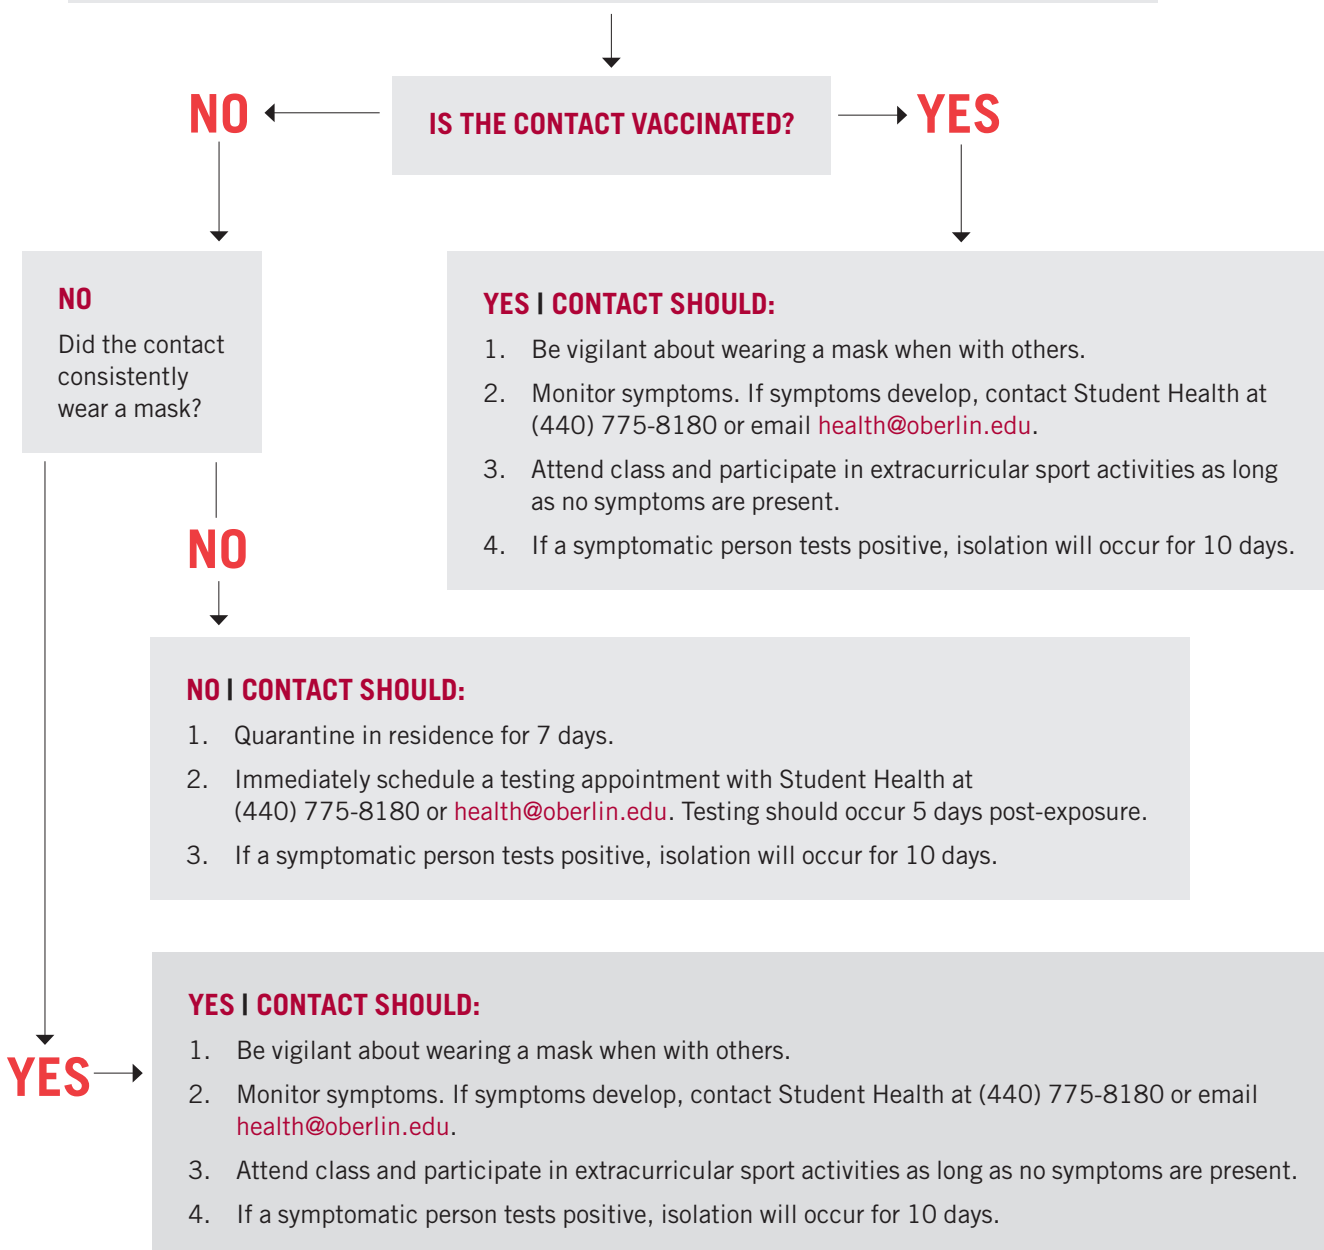 IS THE CONTACT VACCINATED?
NO
YES
NO
Did the contact
consistently
wear a mask?
YES | CONTACT SHOULD:
1. Be vigilant about wearing a mask when with others.
2. Monitor symptoms. If symptoms develop, contact Student Health at
(440) 775-8180 or email health@oberlin.edu.
3. Attend class and participate in extracurricular sport activities as long
as no symptoms are present.
4. If a symptomatic person tests positive, isolation will occur for 10 days.
NO
NO | CONTACT SHOULD:
1. Quarantine in residence for 7 days.
2. Immediately schedule a testing appointment with Student Health at
(440) 775-8180 or health@oberlin.edu. Testing should occur 5 days post-exposure.
3. If a symptomatic person tests positive, isolation will occur for 10 days.
YES
YES | CONTACT SHOULD:
1. Be vigilant about wearing a mask when with others.
2. Monitor symptoms. If symptoms develop, contact Student Health at (440) 775-8180 or email
health@oberlin.edu.
3. Attend class and participate in extracurricular sport activities as long as no symptoms are present.
4. If a symptomatic person tests positive, isolation will occur for 10 days.